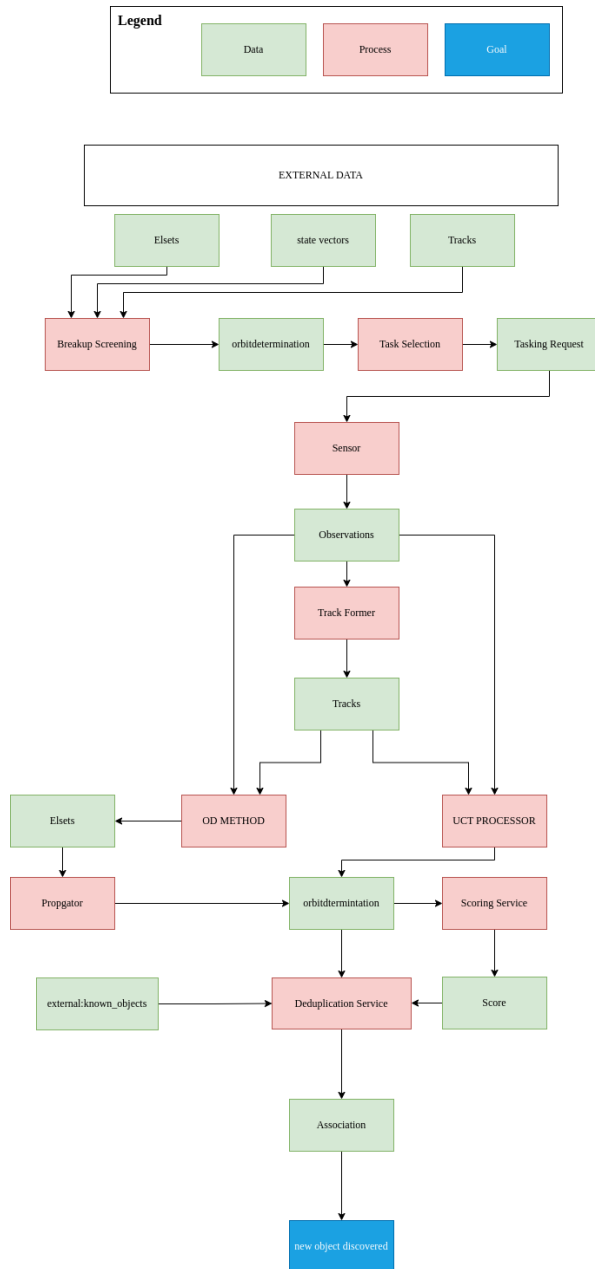 Legend
Data
Process
Goal
EXTERNAL DATA
Elsets
state vectors
Tracks
Breakup Screening
orbitdetermination
Task Selection
Tasking Request
Sensor
Observations
Track Former
Tracks
Elsets
OD METHOD
UCT PROCESSOR
Propgator
orbitdtermintation
Scoring Service
external:known_objects
Deduplication Service
Score
Association
new object discovered